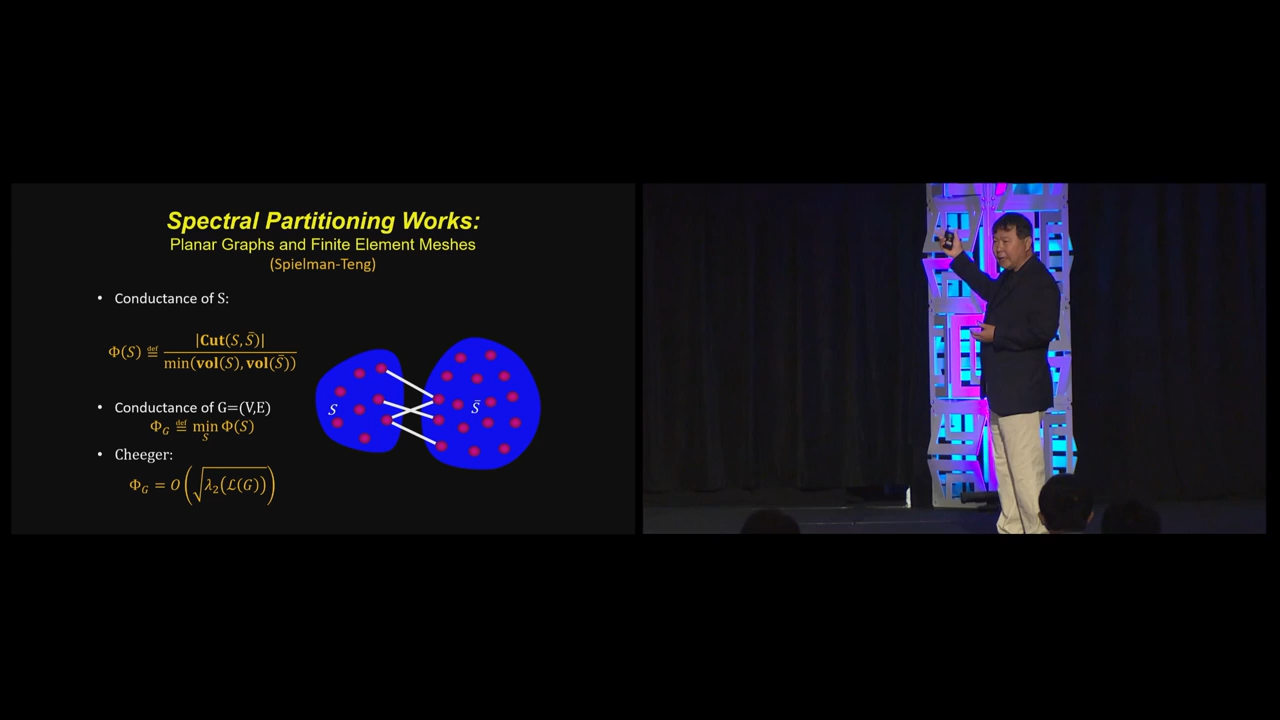 Spectral Partitioning Works:
Planar Graphs and Finite Element Meshes
(Spielman-Teng)
• Conductance of S:
Φ(S) ≝ |Cut(S, S̄)| / min(vol(S), vol(S̄))
• Conductance of G=(V,E)
Φ_G ≝ min_S Φ(S)
• Cheeger:
Φ_G = O(√(λ₂(ℒ(G))))
S
S̄